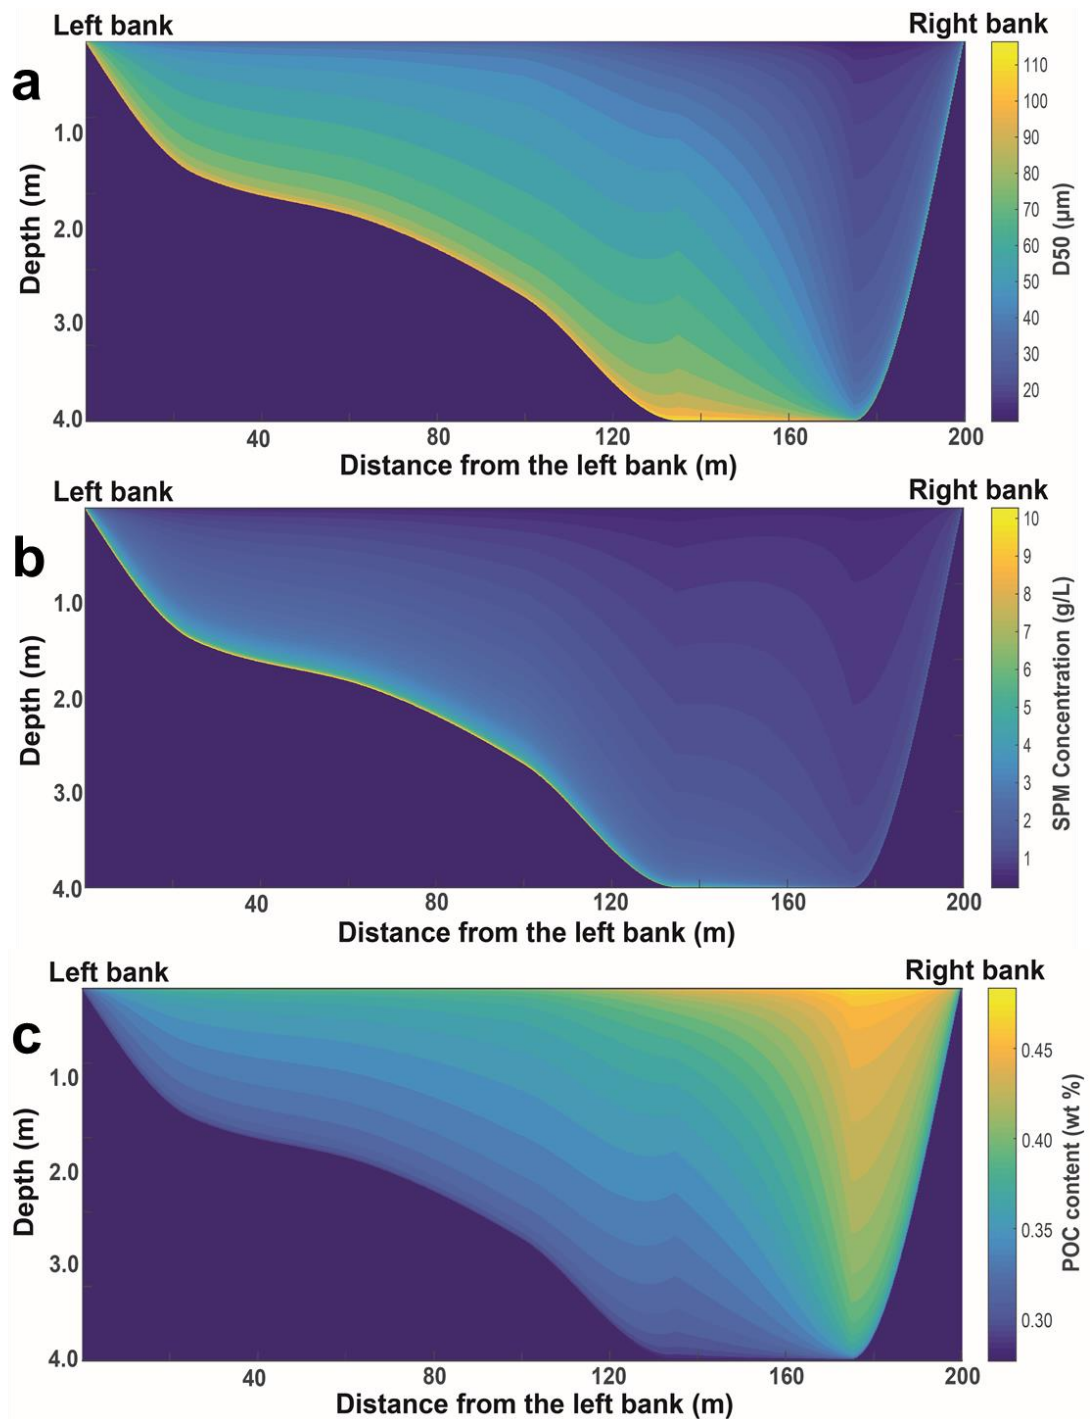 Left bank Right bank
a
110
100
90
80
70
60
50
40
30
20
D50 (µm)
1.0
2.0
3.0
4.0
Depth (m)
40 80 120 160 200
Distance from the left bank (m)
Left bank Right bank
b
10
9
8
7
6
5
4
3
2
1
SPM Concentration (g/L)
1.0
2.0
3.0
4.0
Depth (m)
40 80 120 160 200
Distance from the left bank (m)
Left bank Right bank
c
0.45
0.40
0.35
0.30
POC content (wt %)
1.0
2.0
3.0
4.0
Depth (m)
40 80 120 160 200
Distance from the left bank (m)